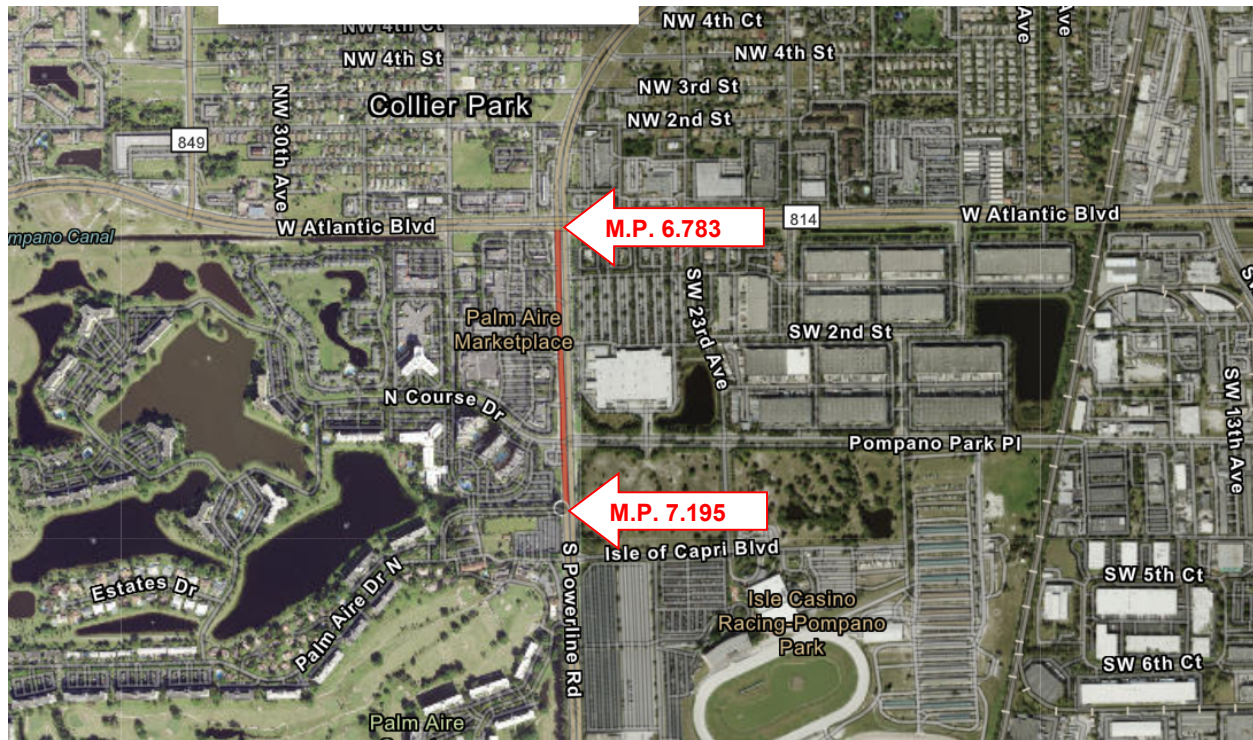 NW 4th Ct
NW 4th Ct
Ave
Ave
NW 4th St
NW 4th St
NW 30th Ave
NW 3rd St
Collier Park
NW 2nd St
849
W Atlantic Blvd
M.P. 6.783
814
W Atlantic Blvd
mpano Canal
SW 23rd Ave
Palm Aire
Marketplace
SW 2nd St
N Course Dr
SW 13th Ave
Pompano Park Pl
M.P. 7.195
S Powerline Rd
Isle of Capri Blvd
Palm Aire Dr N
Estates Dr
SW 5th Ct
Isle Casino
Racing-Pompano
Park
SW 6th Ct
Palm Aire